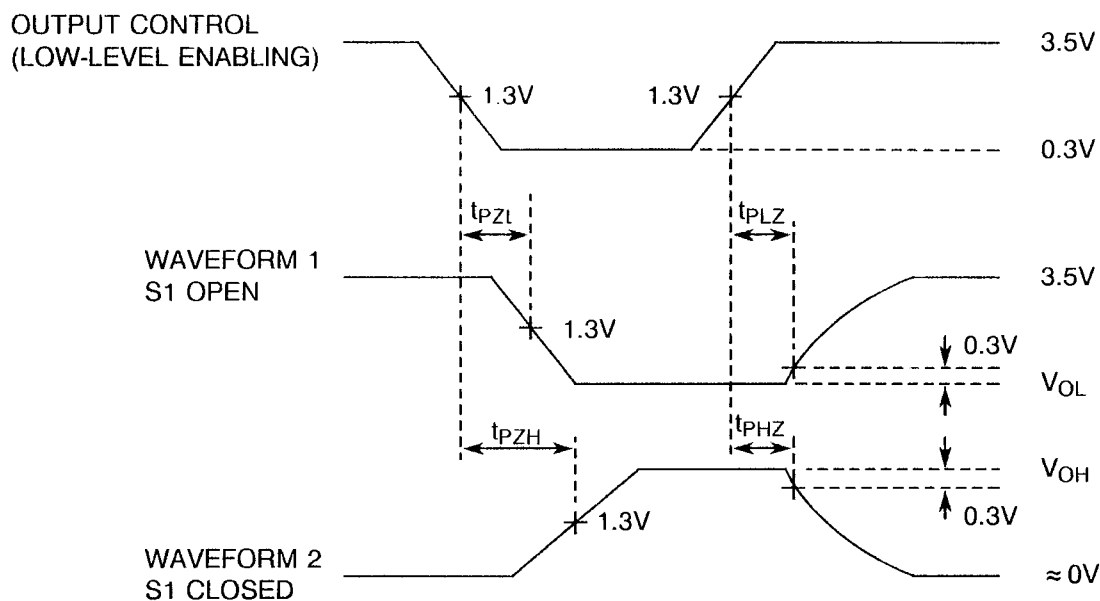 OUTPUT CONTROL
(LOW-LEVEL ENABLING)
3.5V
1.3V
1.3V
0.3V
tPZL
tPLZ
WAVEFORM 1
S1 OPEN
3.5V
1.3V
0.3V
VOL
tPZH
tPHZ
VOH
1.3V
0.3V
WAVEFORM 2
S1 CLOSED
≈0V